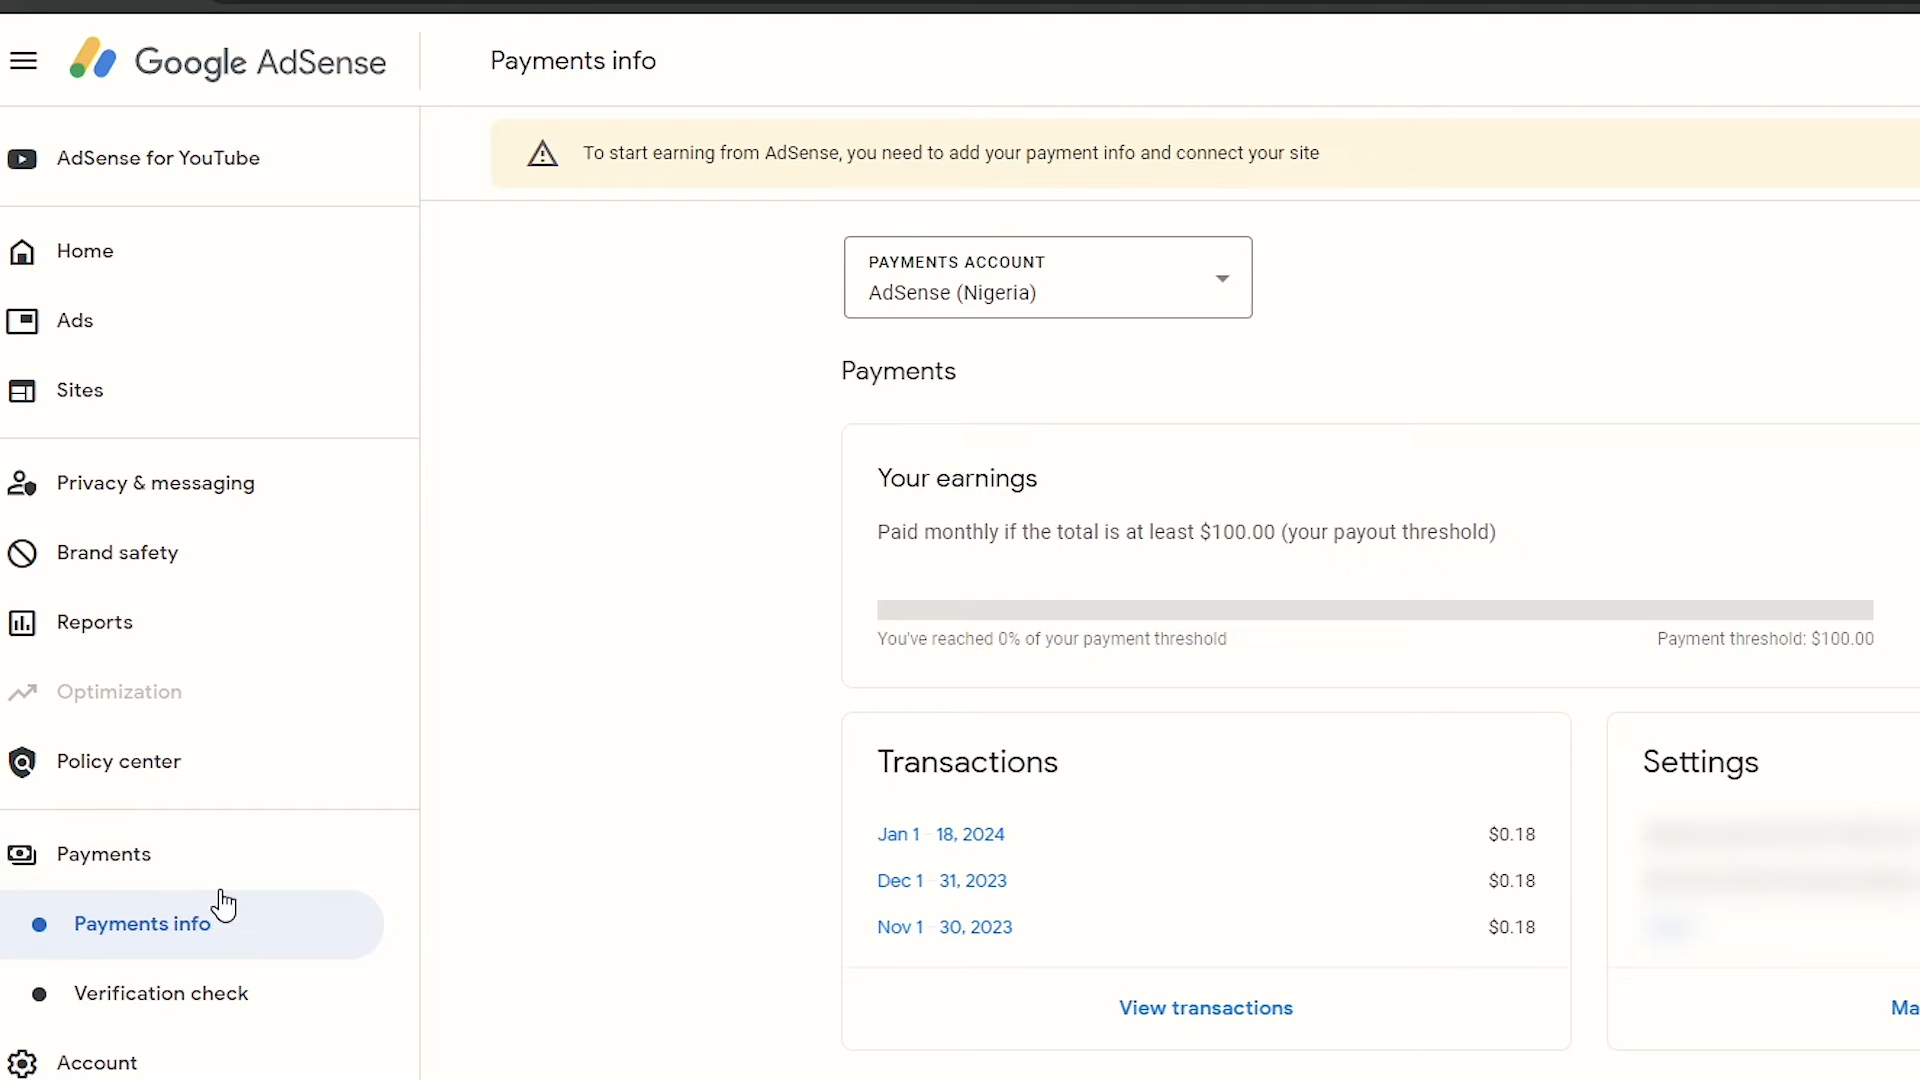 Google AdSense
Payments info
AdSense for YouTube
Home
Ads
Sites
Privacy & messaging
Brand safety
Reports
Optimization
Policy center
Payments
Payments info
Verification check
Account
To start earning from AdSense, you need to add your payment info and connect your site
PAYMENTS ACCOUNT
AdSense (Nigeria)
Payments
Your earnings
Paid monthly if the total is at least $100.00 (your payout threshold)
You've reached 0% of your payment threshold
Payment threshold: $100.00
Transactions
Jan 1 – 18, 2024 $0.18
Dec 1 – 31, 2023 $0.18
Nov 1 – 30, 2023 $0.18
View transactions
Settings
Ma